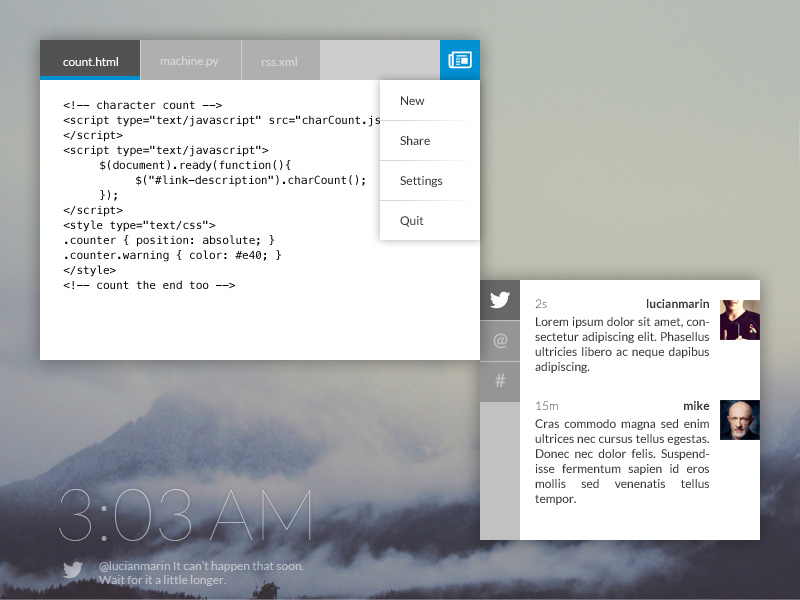 count.html
machine.py
rss.xml
New
Share
Settings
Quit
<!-- character count -->
<script type="text/javascript" src="charCount.js
</script>
<script type="text/javascript">
$(document).ready(function(){
$("#link-description").charCount();
});
</script>
<style type="text/css">
.counter { position: absolute; }
.counter.warning { color: #e40; }
</style>
<!-- count the end too -->
@
#
2s lucianmarin
Lorem ipsum dolor sit amet, con-
sectetur adipiscing elit. Phasellus
ultricies libero ac neque dapibus
adipiscing.
15m mike
Cras commodo magna sed enim
ultrices nec cursus tellus egestas.
Donec nec dolor felis. Suspend-
isse fermentum sapien id eros
mollis sed venenatis tellus
tempor.
3:03 AM
@lucianmarin It can't happen that soon.
Wait for it a little longer.